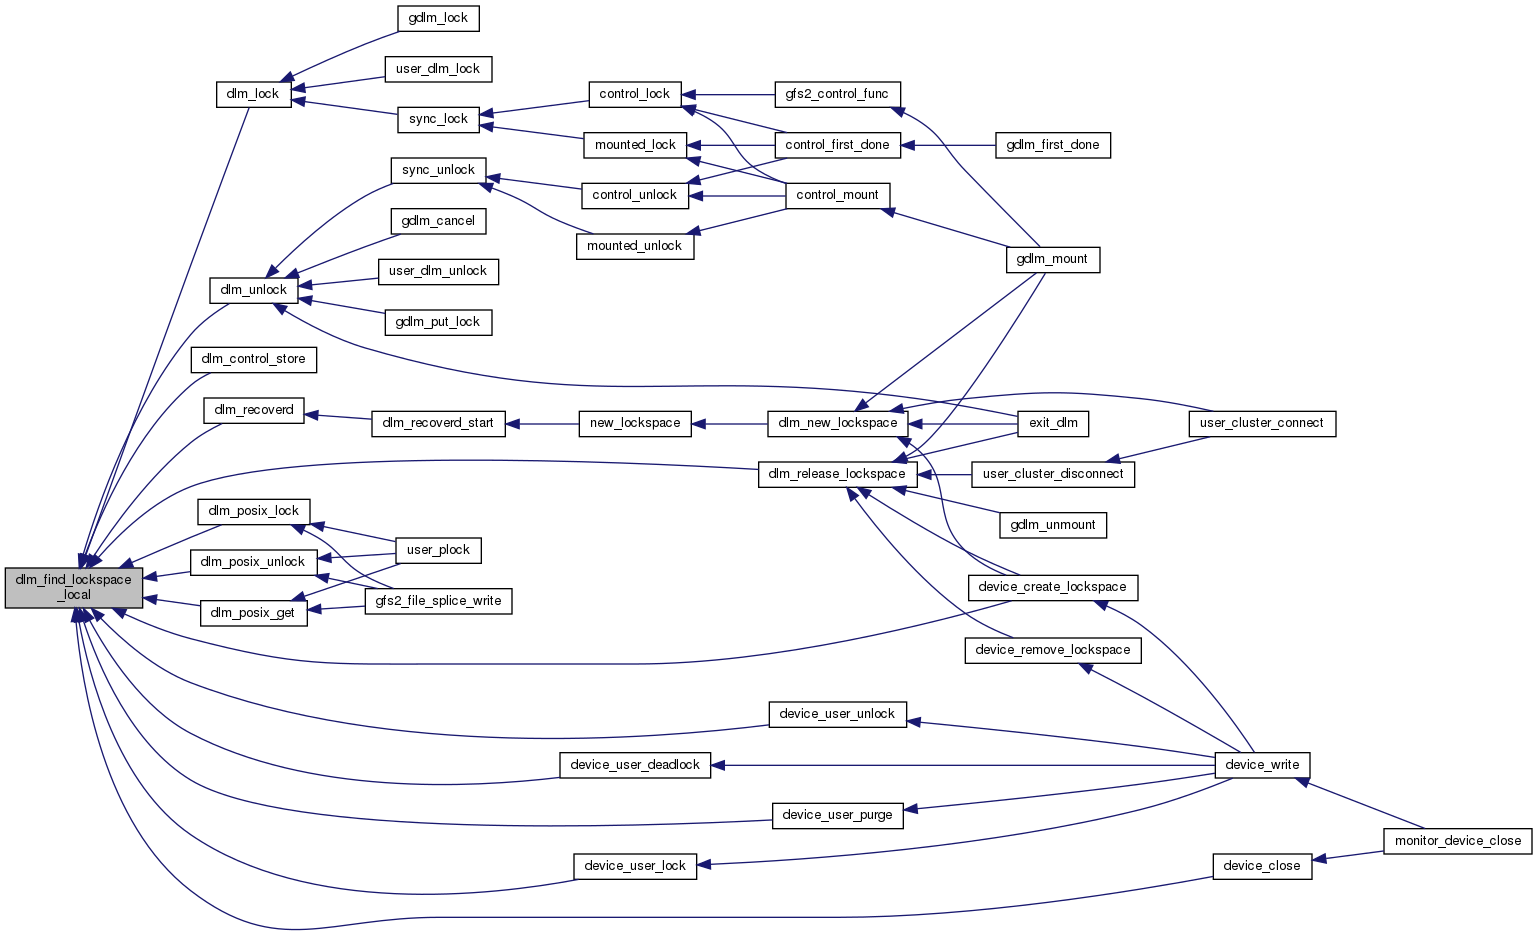 gdlm_lock
user_dlm_lock
dlm_lock
control_lock
gfs2_control_func
sync_lock
mounted_lock
control_first_done
gdlm_first_done
sync_unlock
control_unlock
control_mount
gdlm_cancel
mounted_unlock
gdlm_mount
user_dlm_unlock
dlm_unlock
gdlm_put_lock
dlm_control_store
dlm_recoverd
dlm_recoverd_start
new_lockspace
dlm_new_lockspace
exit_dlm
user_cluster_connect
dlm_release_lockspace
user_cluster_disconnect
dlm_posix_lock
gdlm_unmount
user_plock
dlm_posix_unlock
dlm_find_lockspace
_local
device_create_lockspace
gfs2_file_splice_write
dlm_posix_get
device_remove_lockspace
device_user_unlock
device_user_deadlock
device_write
device_user_purge
monitor_device_close
device_user_lock
device_close